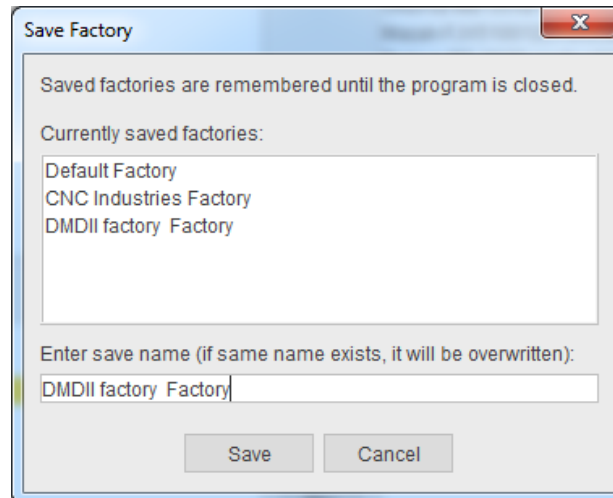 Save Factory
Saved factories are remembered until the program is closed.
Currently saved factories:
Default Factory
CNC Industries Factory
DMDII factory  Factory
Enter save name (if same name exists, it will be overwritten):
DMDII factory  Factory
Save Cancel